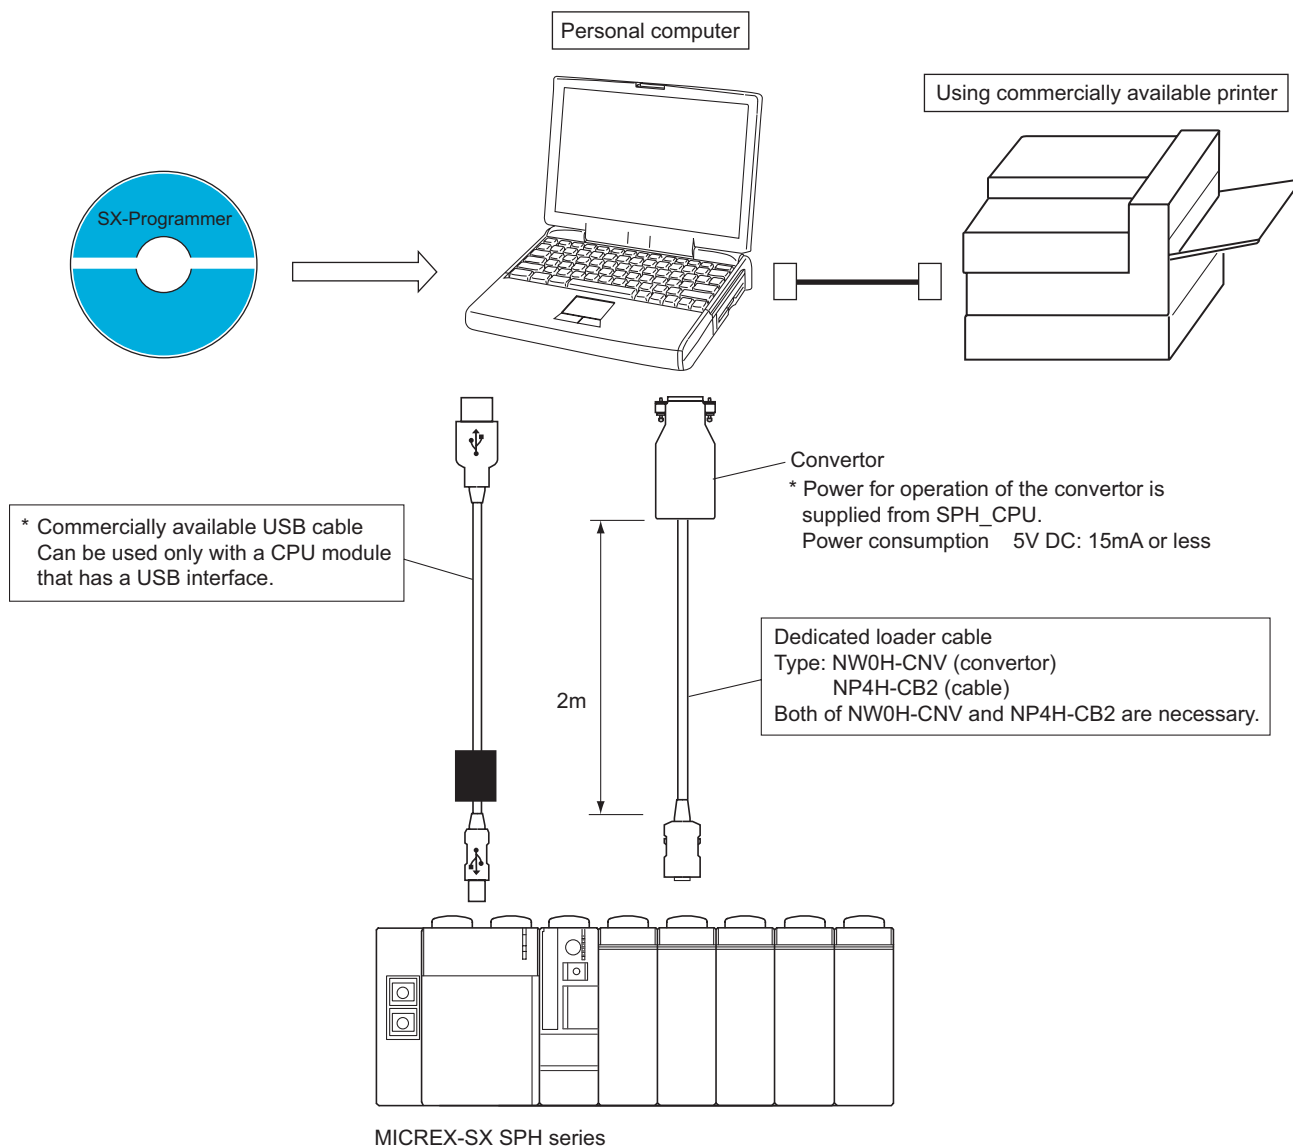 Personal computer
Using commercially available printer
SX-Programmer
Convertor
* Power for operation of the convertor is
supplied from SPH_CPU.
Power consumption 5V DC: 15mA or less
* Commercially available USB cable
Can be used only with a CPU module
that has a USB interface.
Dedicated loader cable
Type: NW0H-CNV (convertor)
NP4H-CB2 (cable)
Both of NW0H-CNV and NP4H-CB2 are necessary.
2m
MICREX-SX SPH series